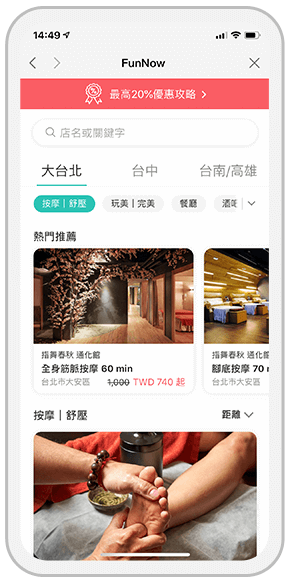 14:49
FunNow
最高20%優惠攻略
店名或關鍵字
大台北 台中 台南/高雄
按摩｜舒壓 玩美｜完美 餐廳
熱門推薦
指舞春秋 通化館 指舞春秋 通化館
全身筋脈按摩 60 min 腳底按摩 70 m
台北市大安區 1,000 TWD 740 起 台北市大安區
按摩｜舒壓 距離